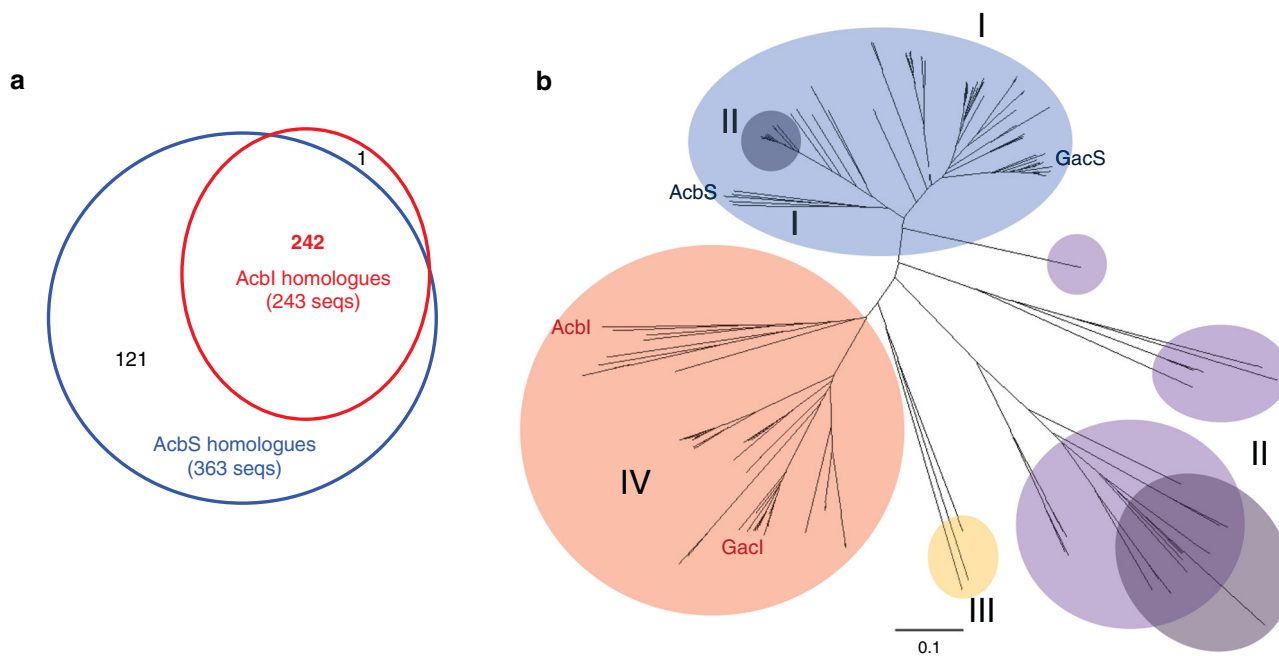 a
1
242
AcbI homologues
(243 seqs)
121
AcbS homologues
(363 seqs)
b
I
II
GacS
AcbS
I
AcbI
IV
GacI
II
III
0.1